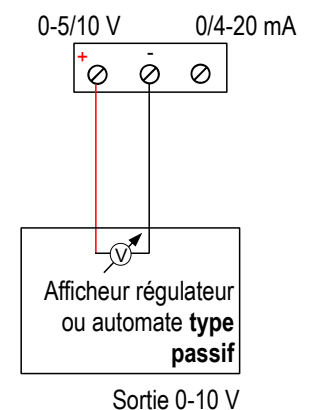 0-5/10 V 0/4-20 mA
+ -
V
Afficheur régulateur
ou automate type
passif
Sortie 0-10 V